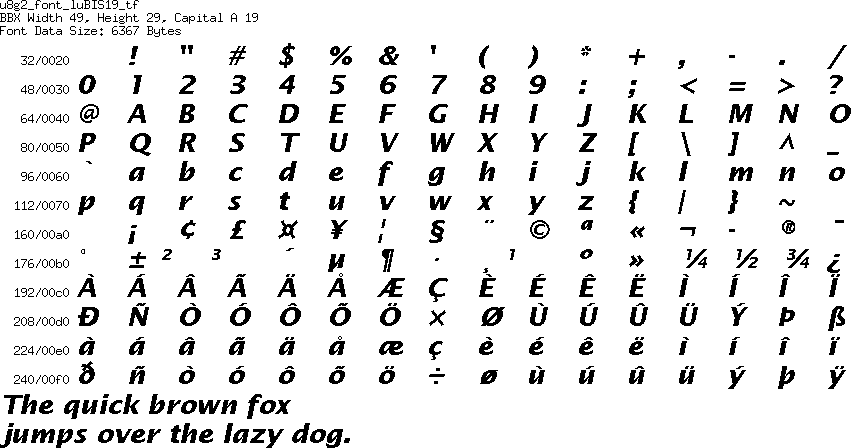 u8g2_font_luBIS19_tf
BBX Width 49, Height 29, Capital A 19
Font Data Size: 6367 Bytes
32/0020 ! " # $ % & ' ( ) * + , - . /
48/0030 0 1 2 3 4 5 6 7 8 9 : ; < = > ?
64/0040 @ A B C D E F G H I J K L M N O
80/0050 P Q R S T U V W X Y Z [ \ ] ^ _
96/0060 ` a b c d e f g h i j k l m n o
112/0070 p q r s t u v w x y z { | } ~
160/00a0 ¡ ¢ £ ¤ ¥ ¦ § ¨ © ª « ¬ - ® ¯
176/00b0 ° ± ² ³ ´ µ ¶ · ¸ ¹ º » ¼ ½ ¾ ¿
192/00c0 À Á Â Ã Ä Å Æ Ç È É Ê Ë Ì Í Î Ï
208/00d0 Ð Ñ Ò Ó Ô Õ Ö × Ø Ù Ú Û Ü Ý Þ ß
224/00e0 à á â ã ä å æ ç è é ê ë ì í î ï
240/00f0 ð ñ ò ó ô õ ö ÷ ø ù ú û ü ý þ ÿ
The quick brown fox
jumps over the lazy dog.